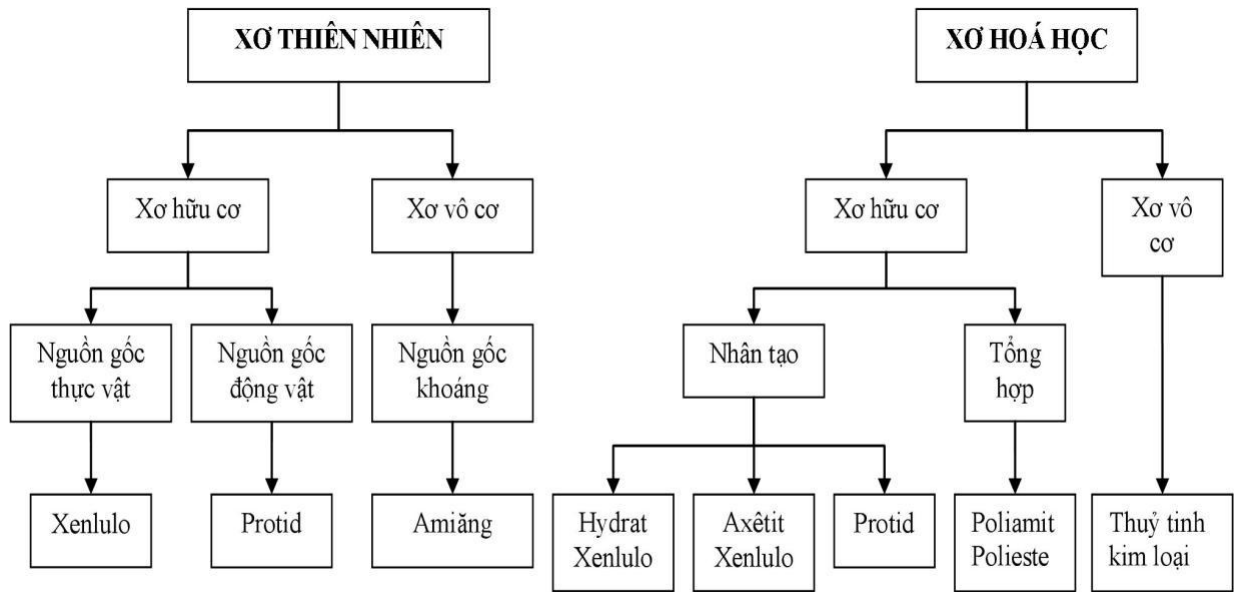 XƠ THIÊN NHIÊN
XƠ HOÁ HỌC
Xơ hữu cơ
Xơ vô cơ
Xơ hữu cơ
Xơ vô
cơ
Nguồn gốc
thực vật
Nguồn gốc
động vật
Nguồn gốc
khoáng
Nhân tạo
Tổng
hợp
Xenlulo
Protid
Amiăng
Hydrat
Xenlulo
Axêtit
Xenlulo
Protid
Poliamit
Polieste
Thuỷ tinh
kim loại